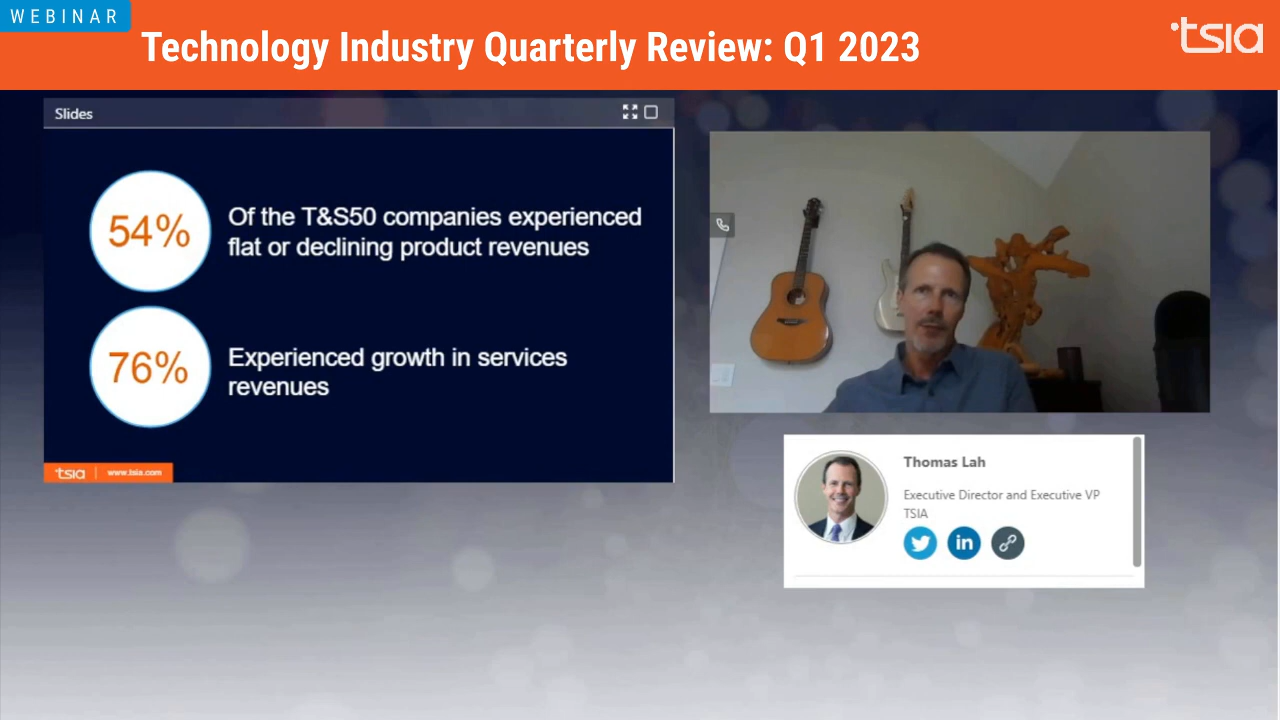 WEBINAR
Technology Industry Quarterly Review: Q1 2023
tsia
Slides
54%
Of the T&S50 companies experienced
flat or declining product revenues
76%
Experienced growth in services
revenues
tsia | www.tsia.com
Thomas Lah
Executive Director and Executive VP
TSIA
in